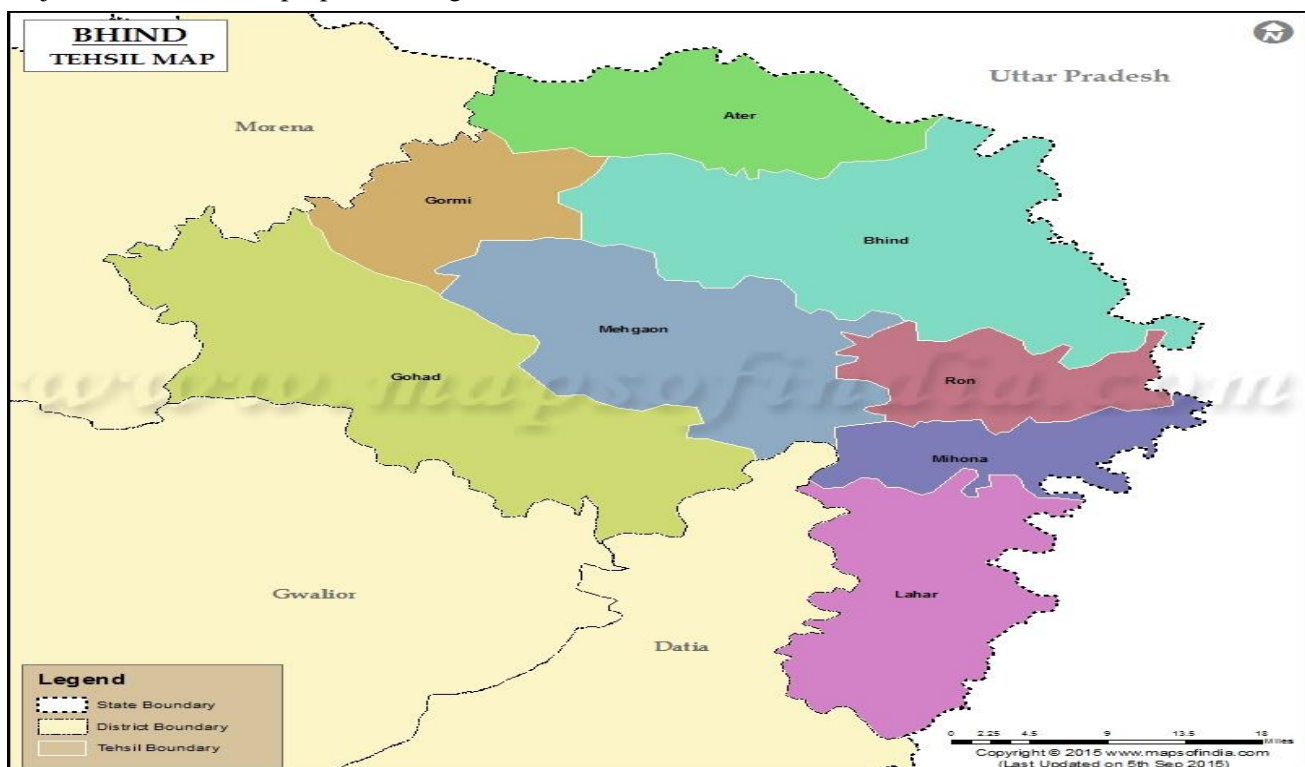 BHIND
TEHSIL MAP
N
Uttar Pradesh
Ater
Morena
Gormi
Bhind
Mehgaon
Gohad
Ron
www.mapsofindia.com
Mihona
Lahar
Gwalior
Datia
Legend
State Boundary
District Boundary
Tehsil Boundary
0 2.25 4.5 9 13.5 18
Miles
Copyright © 2015 www.mapsofindia.com
(Last Updated on 5th Sep 2015)